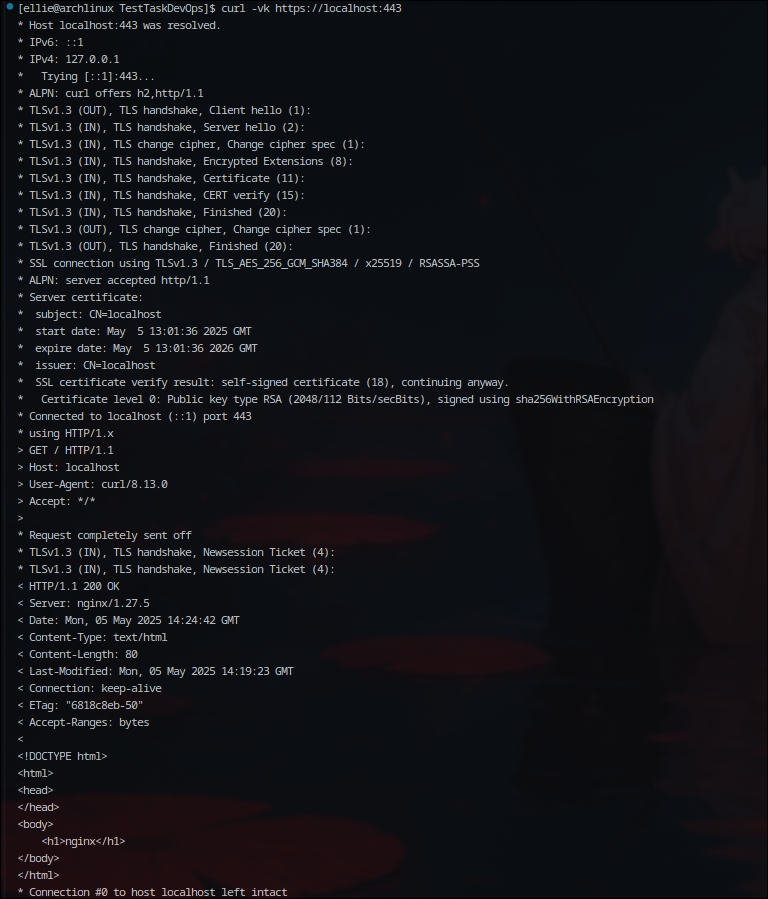 [ellie@archlinux TestTaskDevOps]$ curl -vk https://localhost:443
* Host localhost:443 was resolved.
* IPv6: ::1
* IPv4: 127.0.0.1
*   Trying [::1]:443...
* ALPN: curl offers h2,http/1.1
* TLSv1.3 (OUT), TLS handshake, Client hello (1):
* TLSv1.3 (IN), TLS handshake, Server hello (2):
* TLSv1.3 (IN), TLS change cipher, Change cipher spec (1):
* TLSv1.3 (IN), TLS handshake, Encrypted Extensions (8):
* TLSv1.3 (IN), TLS handshake, Certificate (11):
* TLSv1.3 (IN), TLS handshake, CERT verify (15):
* TLSv1.3 (IN), TLS handshake, Finished (20):
* TLSv1.3 (OUT), TLS change cipher, Change cipher spec (1):
* TLSv1.3 (OUT), TLS handshake, Finished (20):
* SSL connection using TLSv1.3 / TLS_AES_256_GCM_SHA384 / x25519 / RSASSA-PSS
* ALPN: server accepted http/1.1
* Server certificate:
*  subject: CN=localhost
*  start date: May  5 13:01:36 2025 GMT
*  expire date: May  5 13:01:36 2026 GMT
*  issuer: CN=localhost
*  SSL certificate verify result: self-signed certificate (18), continuing anyway.
*   Certificate level 0: Public key type RSA (2048/112 Bits/secBits), signed using sha256WithRSAEncryption
* Connected to localhost (::1) port 443
* using HTTP/1.x
> GET / HTTP/1.1
> Host: localhost
> User-Agent: curl/8.13.0
> Accept: */*
>
* Request completely sent off
* TLSv1.3 (IN), TLS handshake, Newsession Ticket (4):
* TLSv1.3 (IN), TLS handshake, Newsession Ticket (4):
< HTTP/1.1 200 OK
< Server: nginx/1.27.5
< Date: Mon, 05 May 2025 14:24:42 GMT
< Content-Type: text/html
< Content-Length: 80
< Last-Modified: Mon, 05 May 2025 14:19:23 GMT
< Connection: keep-alive
< ETag: "6818c8eb-50"
< Accept-Ranges: bytes
<
<!DOCTYPE html>
<html>
<head>
</head>
<body>
    <h1>nginx</h1>
</body>
</html>
* Connection #0 to host localhost left intact